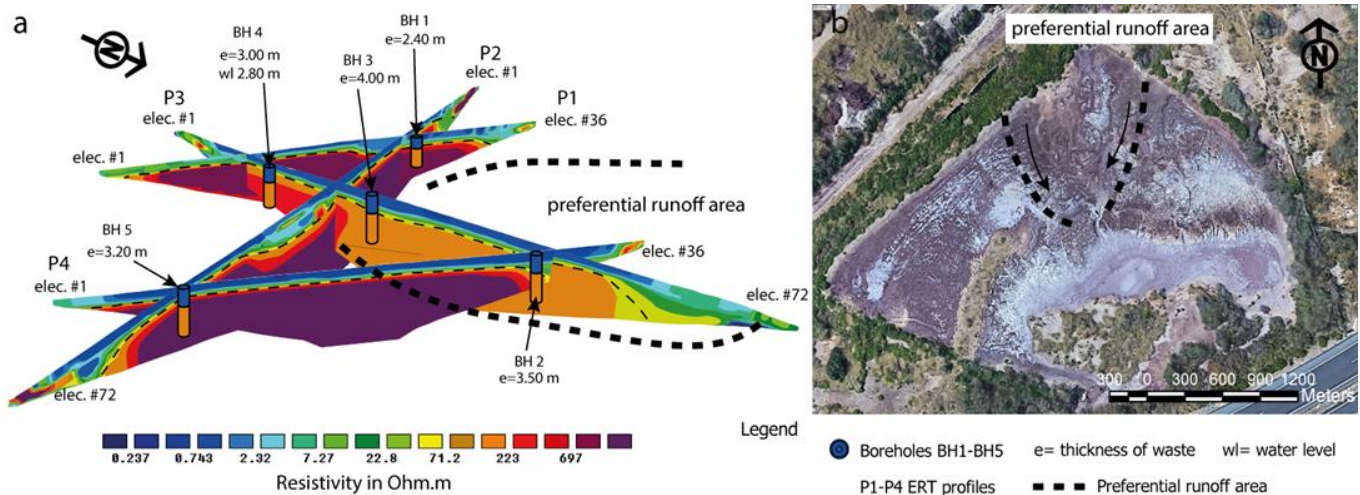 a
N
BH 4
e=3.00 m
wl 2.80 m
BH 1
e=2.40 m
BH 3
e=4.00 m
P2
elec. #1
P1
elec. #36
P3
elec. #1
elec. #1
preferential runoff area
BH 5
e=3.20 m
P4
elec. #1
elec. #36
elec. #72
elec. #72
BH 2
e=3.50 m
0.237 0.743 2.32 7.27 22.8 71.2 223 697
Resistivity in Ohm.m
Legend
b
preferential runoff area
N
300 0 300 600 900 1200
Meters
Boreholes BH1-BH5 e= thickness of waste wl= water level
P1-P4 ERT profiles Preferential runoff area